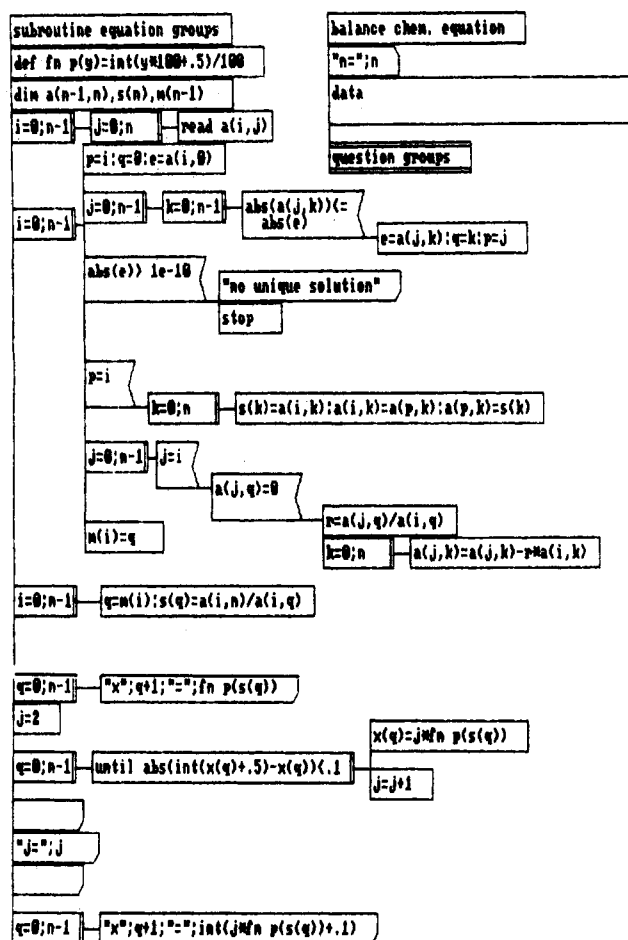 subroutine equation groups
def fn p(y)=int(y*100+.5)/100
dim a(n-1,n),s(n),m(n-1)
i=0;n-1 j=0;n read a(i,j)
p=i:q=0:e=a(i,0)
i=0;n-1
j=0;n-1 k=0;n-1 abs(a(j,k))(=
abs(e)
e=a(j,k):q=k:p=j
abs(e)) 1e-10
"no unique solution"
stop
p=i
k=0;n s(k)=a(i,k):a(i,k)=a(p,k):a(p,k)=s(k)
j=0;n-1 j=i
a(j,q)=0
r=a(j,q)/a(i,q)
m(i)=q
k=0;n a(j,k)=a(j,k)-r*a(i,k)
i=0;n-1 q=m(i):s(q)=a(i,n)/a(i,q)
q=0;n-1 "x";q+1;"=";fn p(s(q))
j=2
q=0;n-1 until abs(int(x(q)+.5)-x(q))(.1
x(q)=j*fn p(s(q))
j=j+1
"j=";j
q=0;n-1 "x";q+1;"=";int(j*fn p(s(q))+.1)
balance chem. equation
"n=";n
data
question groups